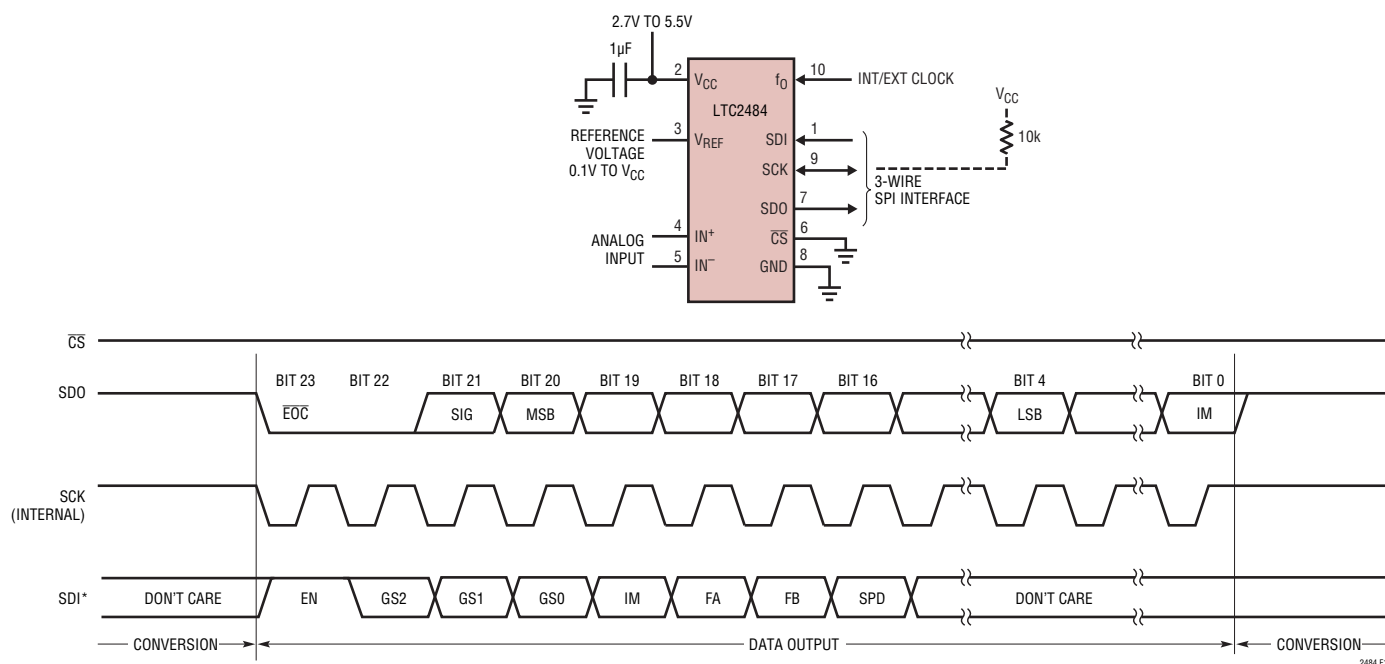 2.7V TO 5.5V
1µF
2
VCC
fO
10
INT/EXT CLOCK
VCC
LTC2484
10k
REFERENCE
VOLTAGE
0.1V TO VCC
3
VREF
SDI
1
SCK
9
3-WIRE
SPI INTERFACE
SDO
7
ANALOG
INPUT
4
IN+
CS
6
5
IN–
GND
8
CS
SDO
BIT 23
BIT 22
BIT 21
BIT 20
BIT 19
BIT 18
BIT 17
BIT 16
BIT 4
BIT 0
EOC
SIG
MSB
LSB
IM
SCK
(INTERNAL)
SDI*
DON'T CARE
EN
GS2
GS1
GS0
IM
FA
FB
SPD
DON'T CARE
CONVERSION
DATA OUTPUT
CONVERSION